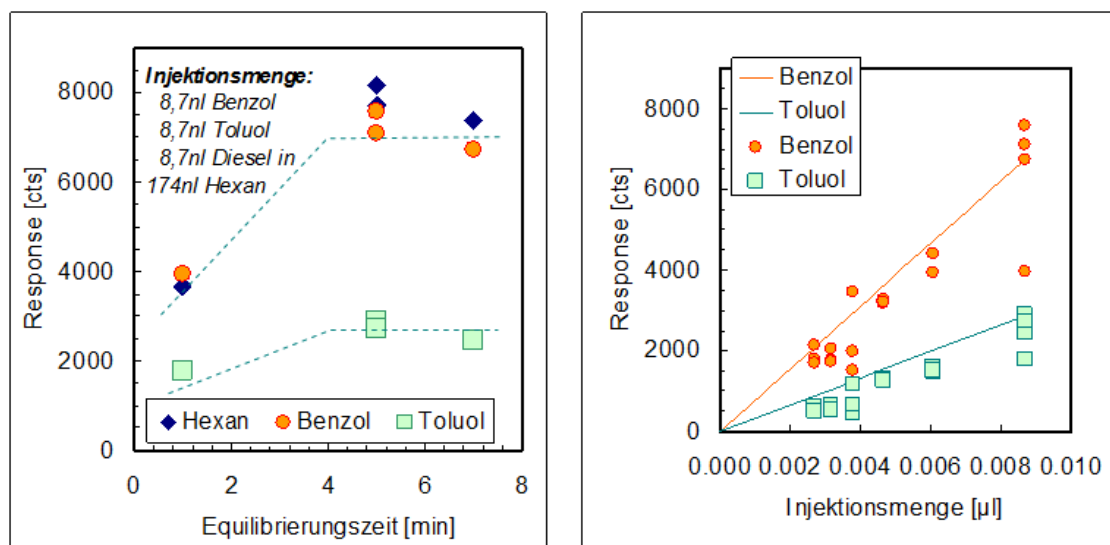 Injektionsmenge:
8,7nl Benzol
8,7nl Toluol
8,7nl Diesel in
174nl Hexan
Response [cts]
8000
6000
4000
2000
0
Hexan Benzol Toluol
0 2 4 6 8
Equilibrierungszeit [min]
Benzol
Toluol
Benzol
Toluol
Response [cts]
8000
6000
4000
2000
0
0.000 0.002 0.004 0.006 0.008 0.010
Injektionsmenge [µl]